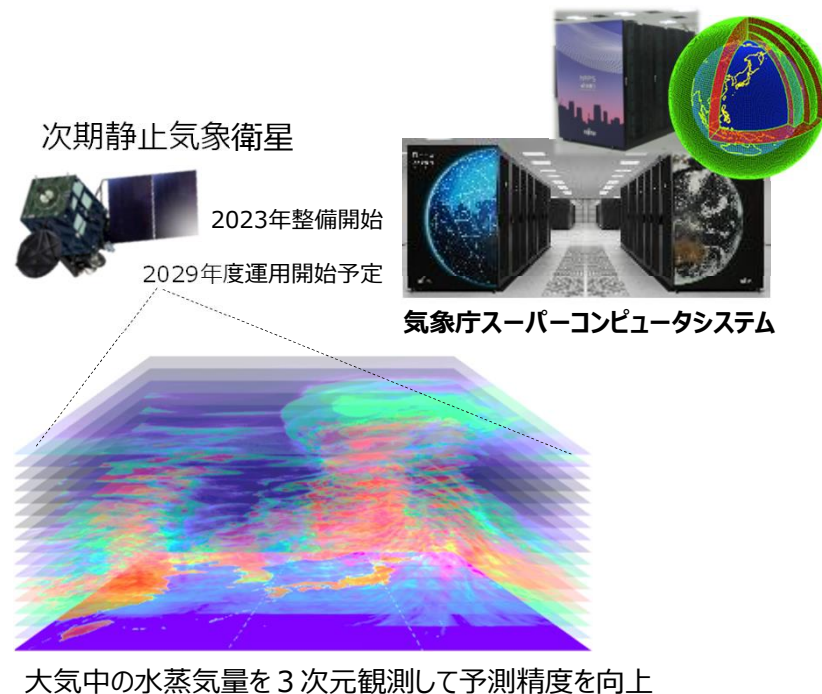 次期静止気象衛星
2023年整備開始
2029年度運用開始予定
気象庁スーパーコンピュータシステム
大気中の水蒸気量を３次元観測して予測精度を向上